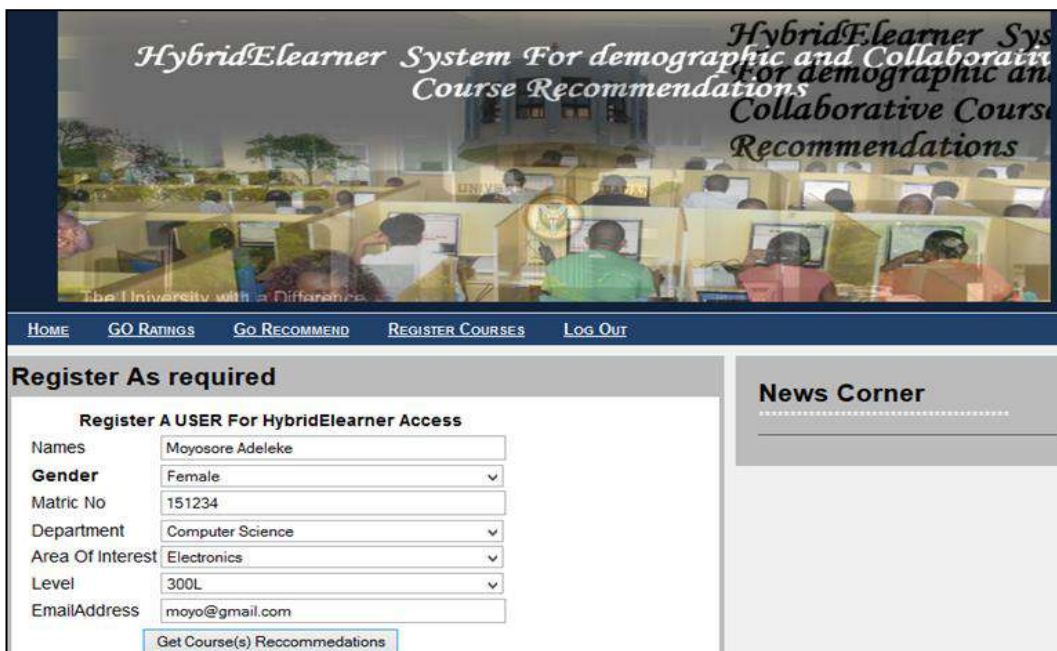 HybridElearner System For demographic and Collaborativ
Course Recommendations
HybridElearner Sys
For demographic an
Collaborative Cours
Recommendations
The University with a Difference
HOME GO RATINGS GO RECOMMEND REGISTER COURSES LOG OUT
Register As required
Register A USER For HybridElearner Access
Names Moyosore Adeleke
Gender Female
Matric No 151234
Department Computer Science
Area Of Interest Electronics
Level 300L
EmailAddress moyo@gmail.com
Get Course(s) Reccommedations
News Corner